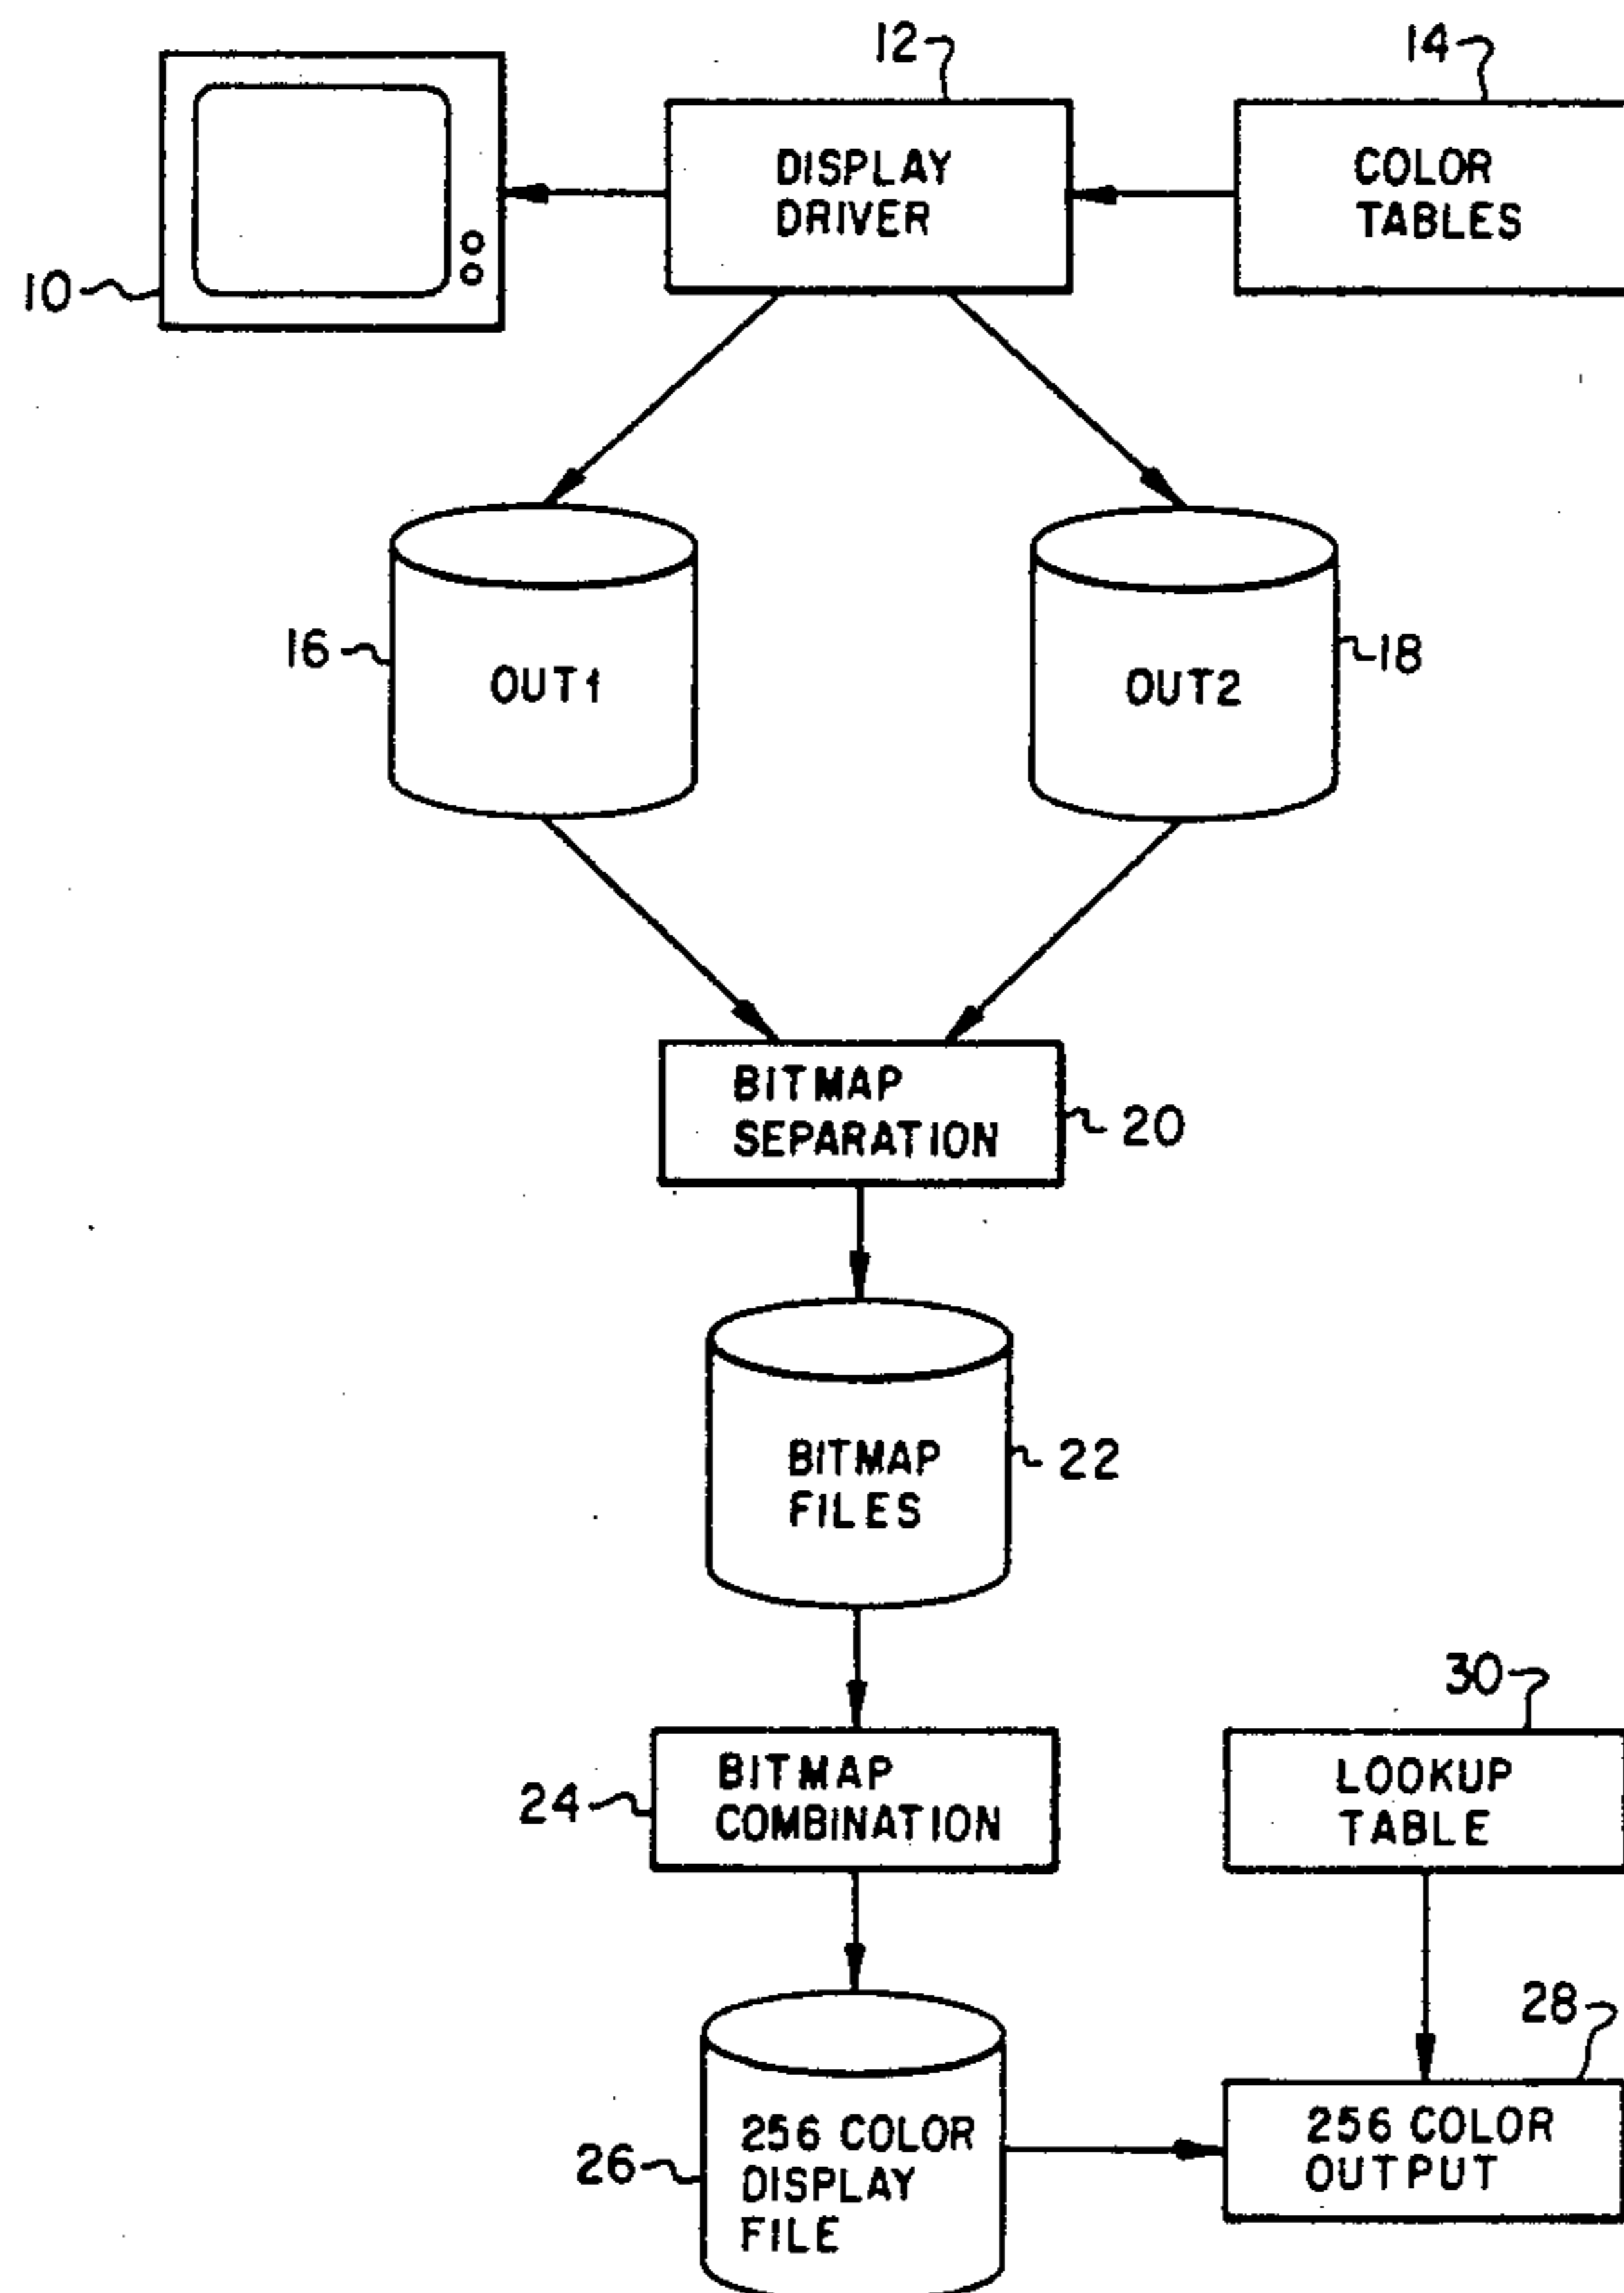 12
14
DISPLAY
DRIVER
COLOR
TABLES
10
16
OUT1
OUT2
18
BITMAP
SEPARATION
20
BITMAP
FILES
22
30
BITMAP
COMBINATION
24
LOOKUP
TABLE
28
256 COLOR
DISPLAY
FILE
26
256 COLOR
OUTPUT